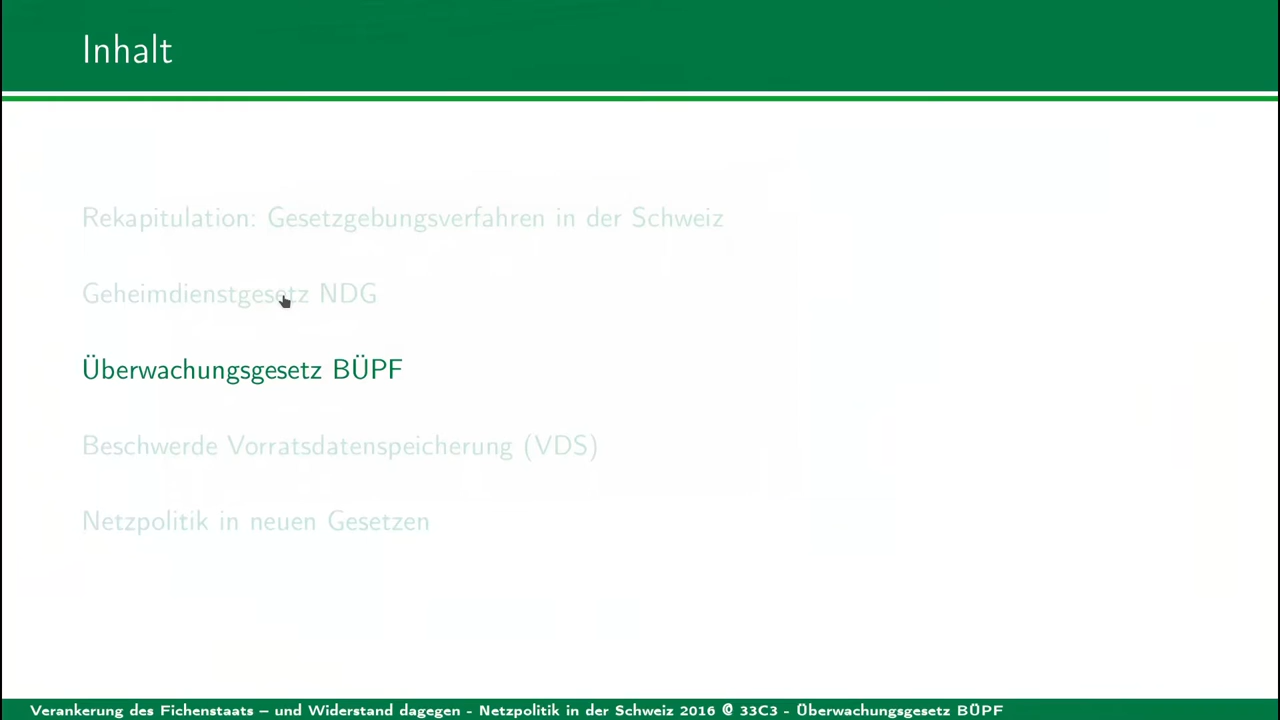 Inhalt
Rekapitulation: Gesetzgebungsverfahren in der Schweiz
Geheimdienstgesetz NDG
Überwachungsgesetz BÜPF
Beschwerde Vorratsdatenspeicherung (VDS)
Netzpolitik in neuen Gesetzen
Verankerung des Fichenstaats – und Widerstand dagegen - Netzpolitik in der Schweiz 2016 @ 33C3 - Überwachungsgesetz BÜPF